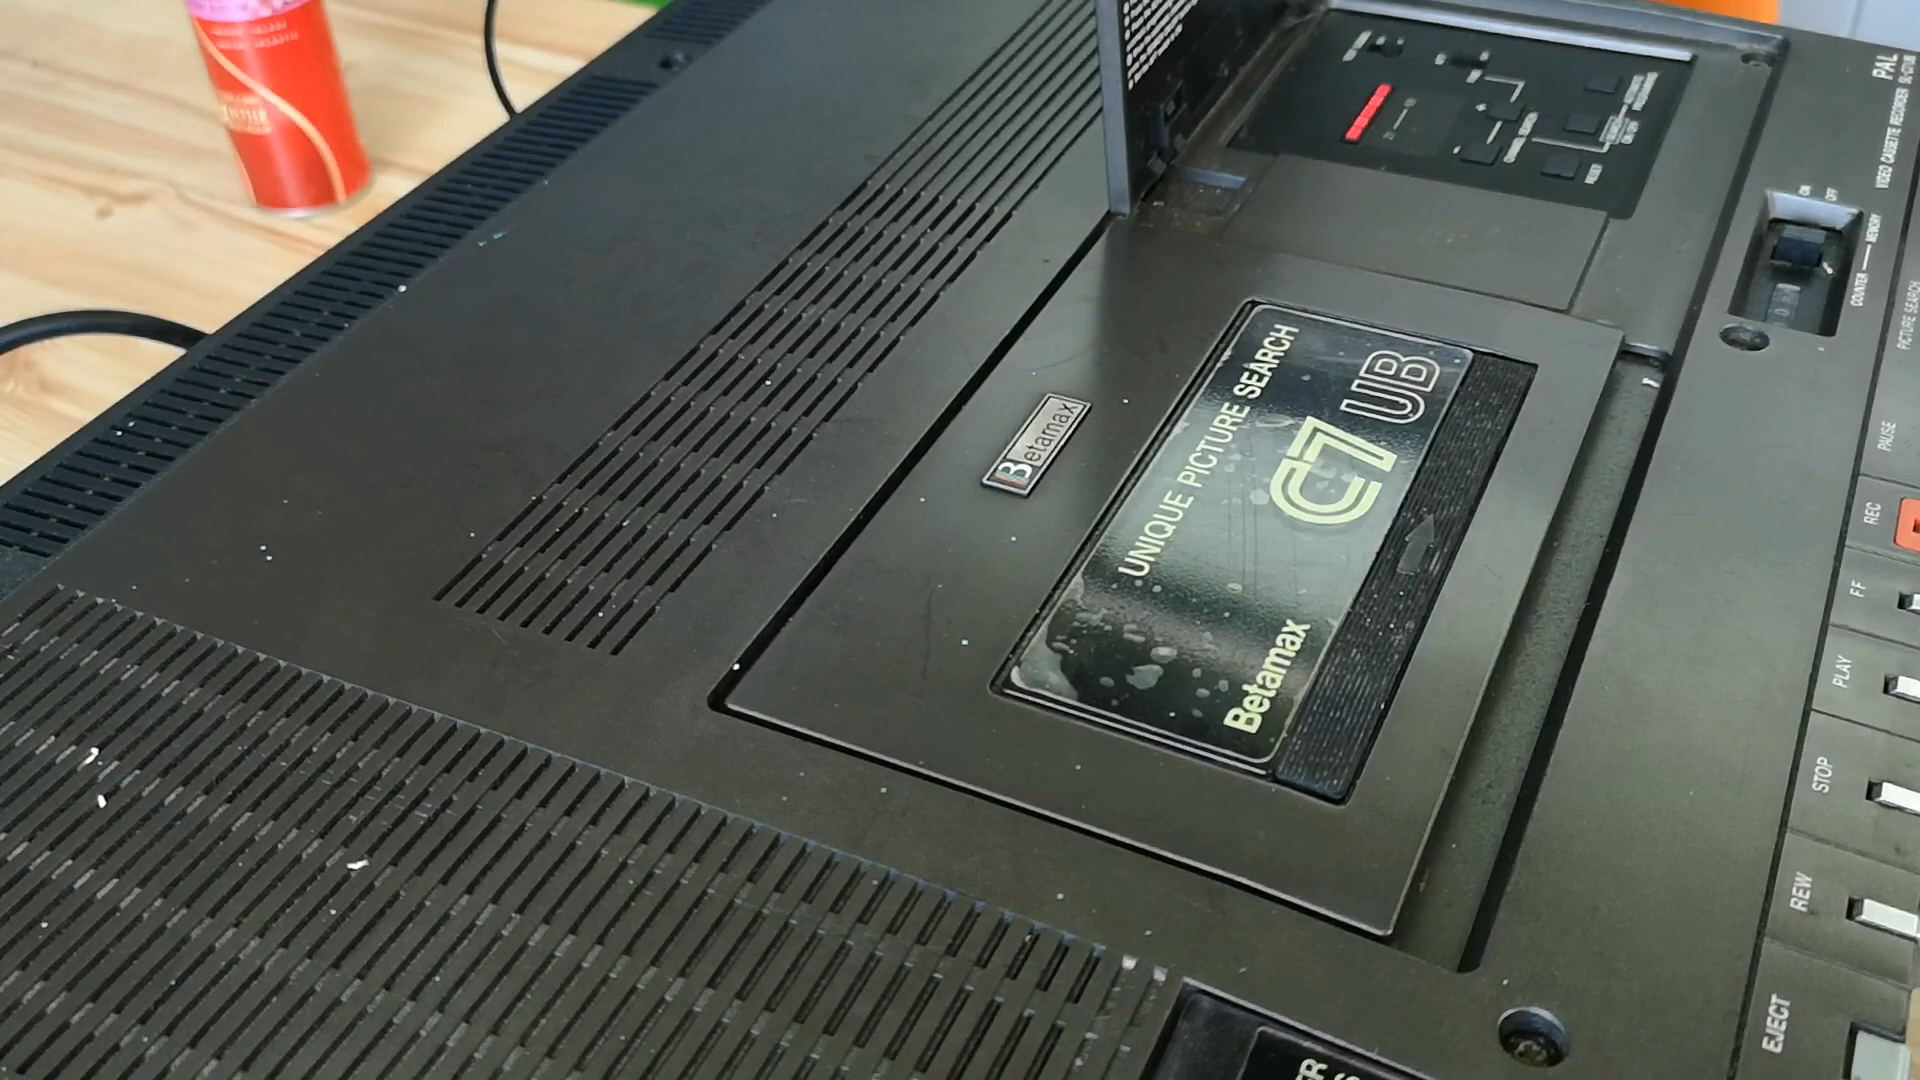 Betamax
UNIQUE PICTURE SEARCH
C7 UB
Betamax
PAL
VIDEO CASSETTE RECORDER
ON
OFF
COUNTER
MEMORY
PICTURE SEARCH
PAUSE
REC
FF
PLAY
STOP
REW
EJECT